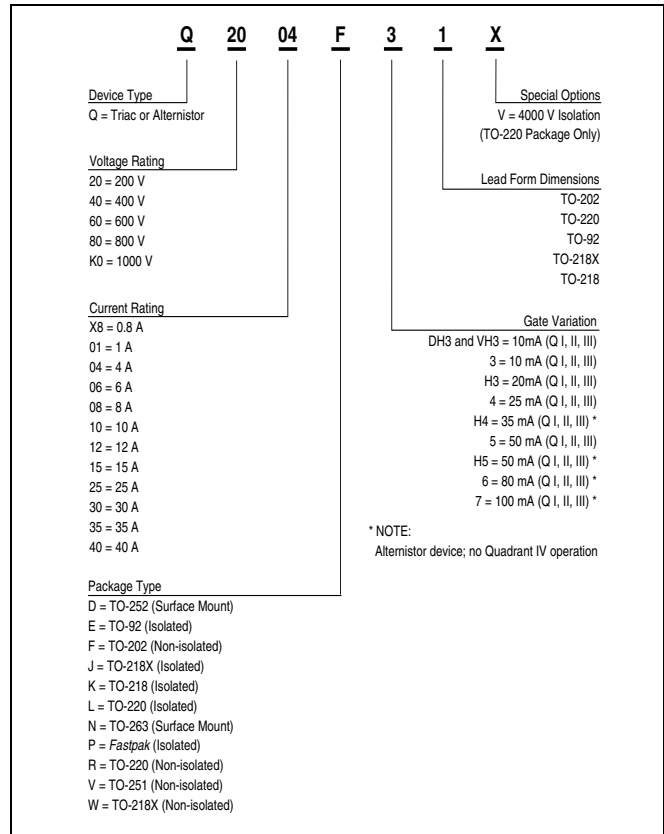 Q 20 04 F 3 1 X
Device Type
Q = Triac or Alternistor
Voltage Rating
20 = 200 V
40 = 400 V
60 = 600 V
80 = 800 V
K0 = 1000 V
Current Rating
X8 = 0.8 A
01 = 1 A
04 = 4 A
06 = 6 A
08 = 8 A
10 = 10 A
12 = 12 A
15 = 15 A
25 = 25 A
30 = 30 A
35 = 35 A
40 = 40 A
Package Type
D = TO-252 (Surface Mount)
E = TO-92 (Isolated)
F = TO-202 (Non-isolated)
J = TO-218X (Isolated)
K = TO-218 (Isolated)
L = TO-220 (Isolated)
N = TO-263 (Surface Mount)
P = Fastpak (Isolated)
R = TO-220 (Non-isolated)
V = TO-251 (Non-isolated)
W = TO-218X (Non-isolated)
Special Options
V = 4000 V Isolation
(TO-220 Package Only)
Lead Form Dimensions
TO-202
TO-220
TO-92
TO-218X
TO-218
Gate Variation
DH3 and VH3 = 10mA (Q I, II, III)
3 = 10 mA (Q I, II, III)
H3 = 20mA (Q I, II, III)
4 = 25 mA (Q I, II, III)
H4 = 35 mA (Q I, II, III) *
5 = 50 mA (Q I, II, III)
H5 = 50 mA (Q I, II, III) *
6 = 80 mA (Q I, II, III) *
7 = 100 mA (Q I, II, III) *
* NOTE:
Alternistor device; no Quadrant IV operation